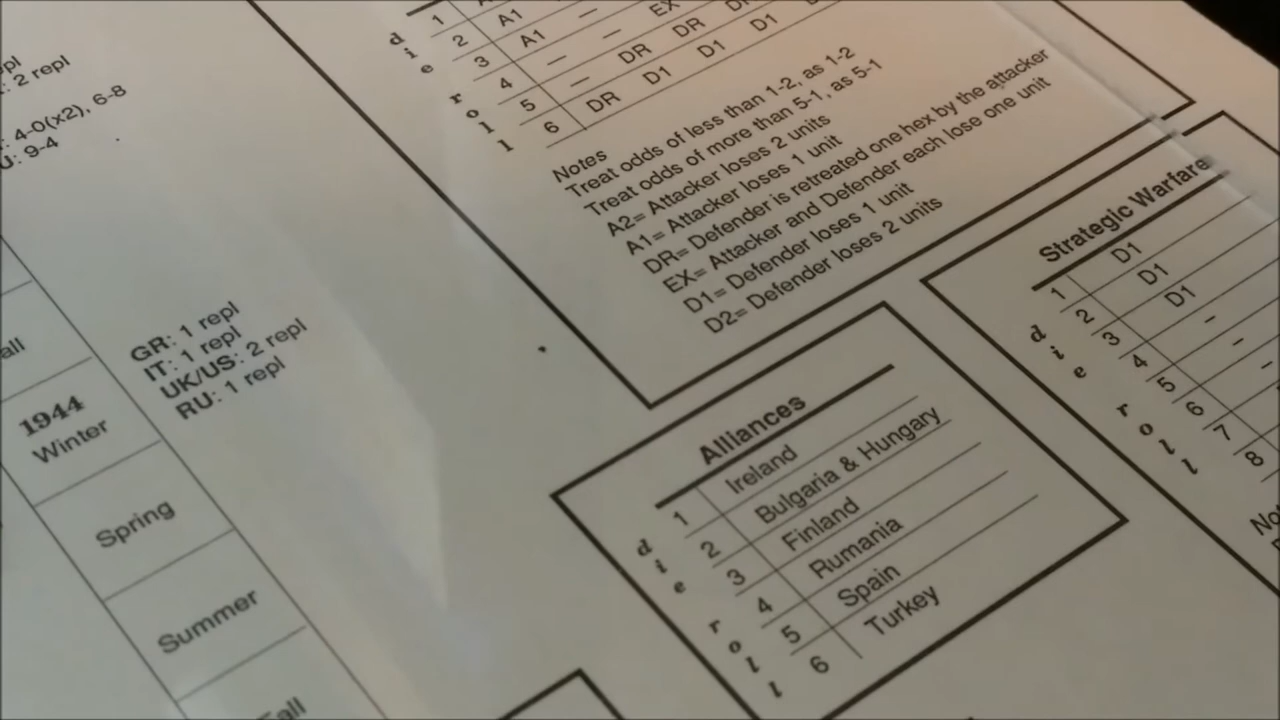 : 2 repl
: 4-0(x2), 6-8
U: 9-4
GR: 1 repl
IT: 1 repl
UK/US: 2 repl
RU: 1 repl
1944
Winter
Spring
Summer
Fall
die roll
1
2 A1 — EX
3 A1 — —
4 — DR DR
5 — D1 D1 D1
6 DR
Notes
Treat odds of less than 1-2, as 1-2
Treat odds of more than 5-1, as 5-1
A2= Attacker loses 2 units
A1= Attacker loses 1 unit
DR= Defender is retreated one hex by the attacker
EX= Attacker and Defender each lose one unit
D1= Defender loses 1 unit
D2= Defender loses 2 units
Alliances
die roll
1 Ireland
2 Bulgaria & Hungary
3 Finland
4 Rumania
5 Spain
6 Turkey
Strategic Warfare
die roll
1 D1
2 D1
3 D1
4 -
5 -
6 -
7
8